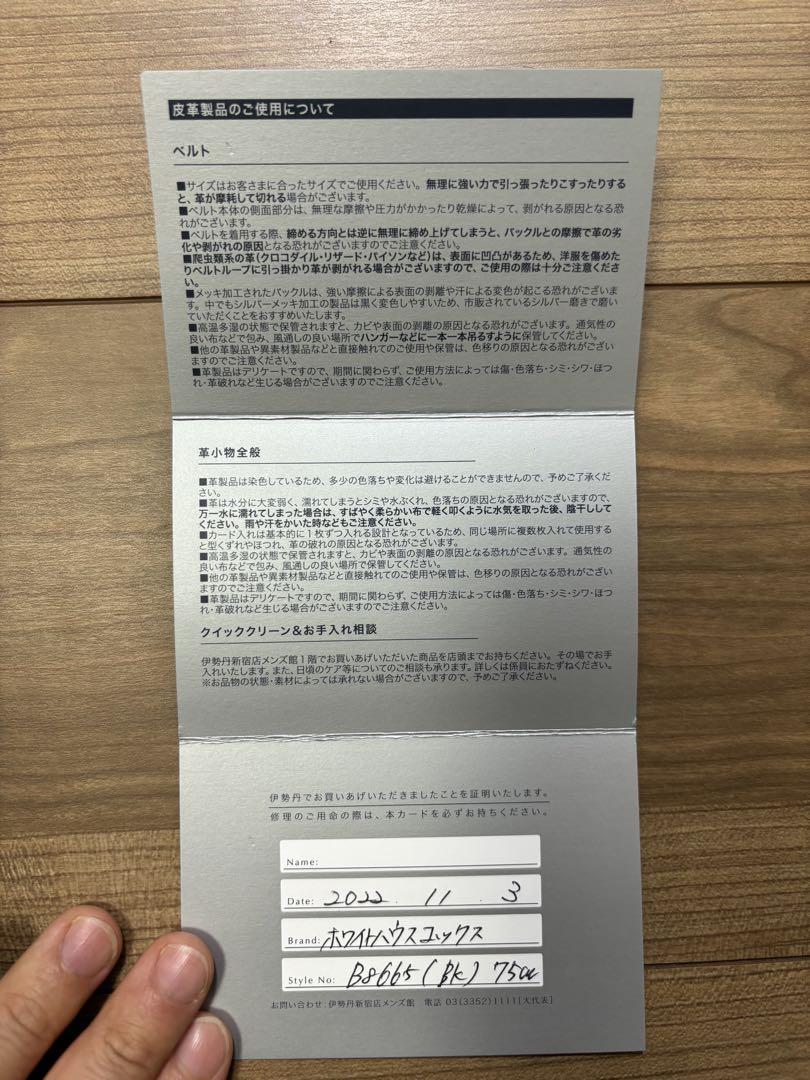 皮革製品のご使用について
ベルト
■サイズはお客さまに合ったサイズでご使用ください。無理に強い力で引っ張ったりこすったりする
と、革が摩耗して切れる場合がございます。
■ベルト本体の側面部分は、無理な摩擦や圧力がかかったり乾燥によって、剥がれる原因となる恐
れがございます。
■ベルトを着用する際、締める方向とは逆に無理に締め上げてしまうと、バックルとの摩擦で革の劣
化や剥がれの原因となる恐れがございますのでご注意ください。
■爬虫類系の革(クロコダイル・リザード・パイソンなど)は、表面に凹凸があるため、洋服を傷めた
りベルトループに引っ掛かり革が剥がれる場合がございますので、ご使用の際は十分ご注意くださ
い。
■メッキ加工されたバックルは、強い摩擦による表面の剥離や汗による変色が起こる恐れがござい
ます。中でもシルバーメッキ加工の製品は黒く変色しやすいため、市販されているシルバー磨きで磨い
ていただくことをおすすめいたします。
■高温多湿の状態で保管されますと、カビや表面の剥離の原因となる恐れがございます。通気性の
良い布などで包み、風通しの良い場所でハンガーなどに一本一本吊るすように保管してください。
■他の革製品や異素材製品などと直接触れてのご使用や保管は、色移りの原因となる恐れがござい
ますのでご注意ください。
■革製品はデリケートですので、期間に関わらず、ご使用方法によっては傷・色落ち・シミ・シワ・ほつ
れ・革破れなど生じる場合がございますのでご注意ください。
革小物全般
■革製品は染色しているため、多少の色落ちや変化は避けることができませんので、予めご了承くだ
さい。
■革は水分に大変弱く、濡れてしまうとシミや水ぶくれ、色落ちの原因となる恐れがございますので、
万一水に濡れてしまった場合は、すばやく柔らかい布で軽く叩くように水気を取った後、陰干しして
ください。雨や汗をかいた時などもご注意ください。
■カード入れは基本的に1枚ずつ入れる設計となっているため、同じ場所に複数枚入れて使用する
と型くずれやほつれ、革の破れの原因となる恐れがございます。
■高温多湿の状態で保管されますと、カビや表面の剥離の原因となる恐れがございます。通気性の
良い布などで包み、風通しの良い場所で保管してください。
■他の革製品や異素材製品などと直接触れてのご使用や保管は、色移りの原因となる恐れがござい
ますのでご注意ください。
■革製品はデリケートですので、期間に関わらず、ご使用方法によっては傷・色落ち・シミ・シワ・ほつ
れ・革破れなど生じる場合がございますのでご注意ください。
クイッククリーン&お手入れ相談
伊勢丹新宿店メンズ館1階でお買いあげいただいた商品を店頭までお持ちください。その場でお手
入れいたします。また、日頃のケア等についてのご相談も承ります。詳しくは係員におたずねください。
※お品物の状態・素材によっては承れない場合がございますので、予めご了承ください。
伊勢丹でお買いあげいただきましたことを証明いたします。
修理のご用命の際は、本カードを必ずお持ちください。
Name:
Date: 2022. 11. 3
Brand: ホワイトハウスコックス
Style No: B8665 (BK)
お問い合わせ:伊勢丹新宿店メンズ館 電話 03(3352)1111[大代表]